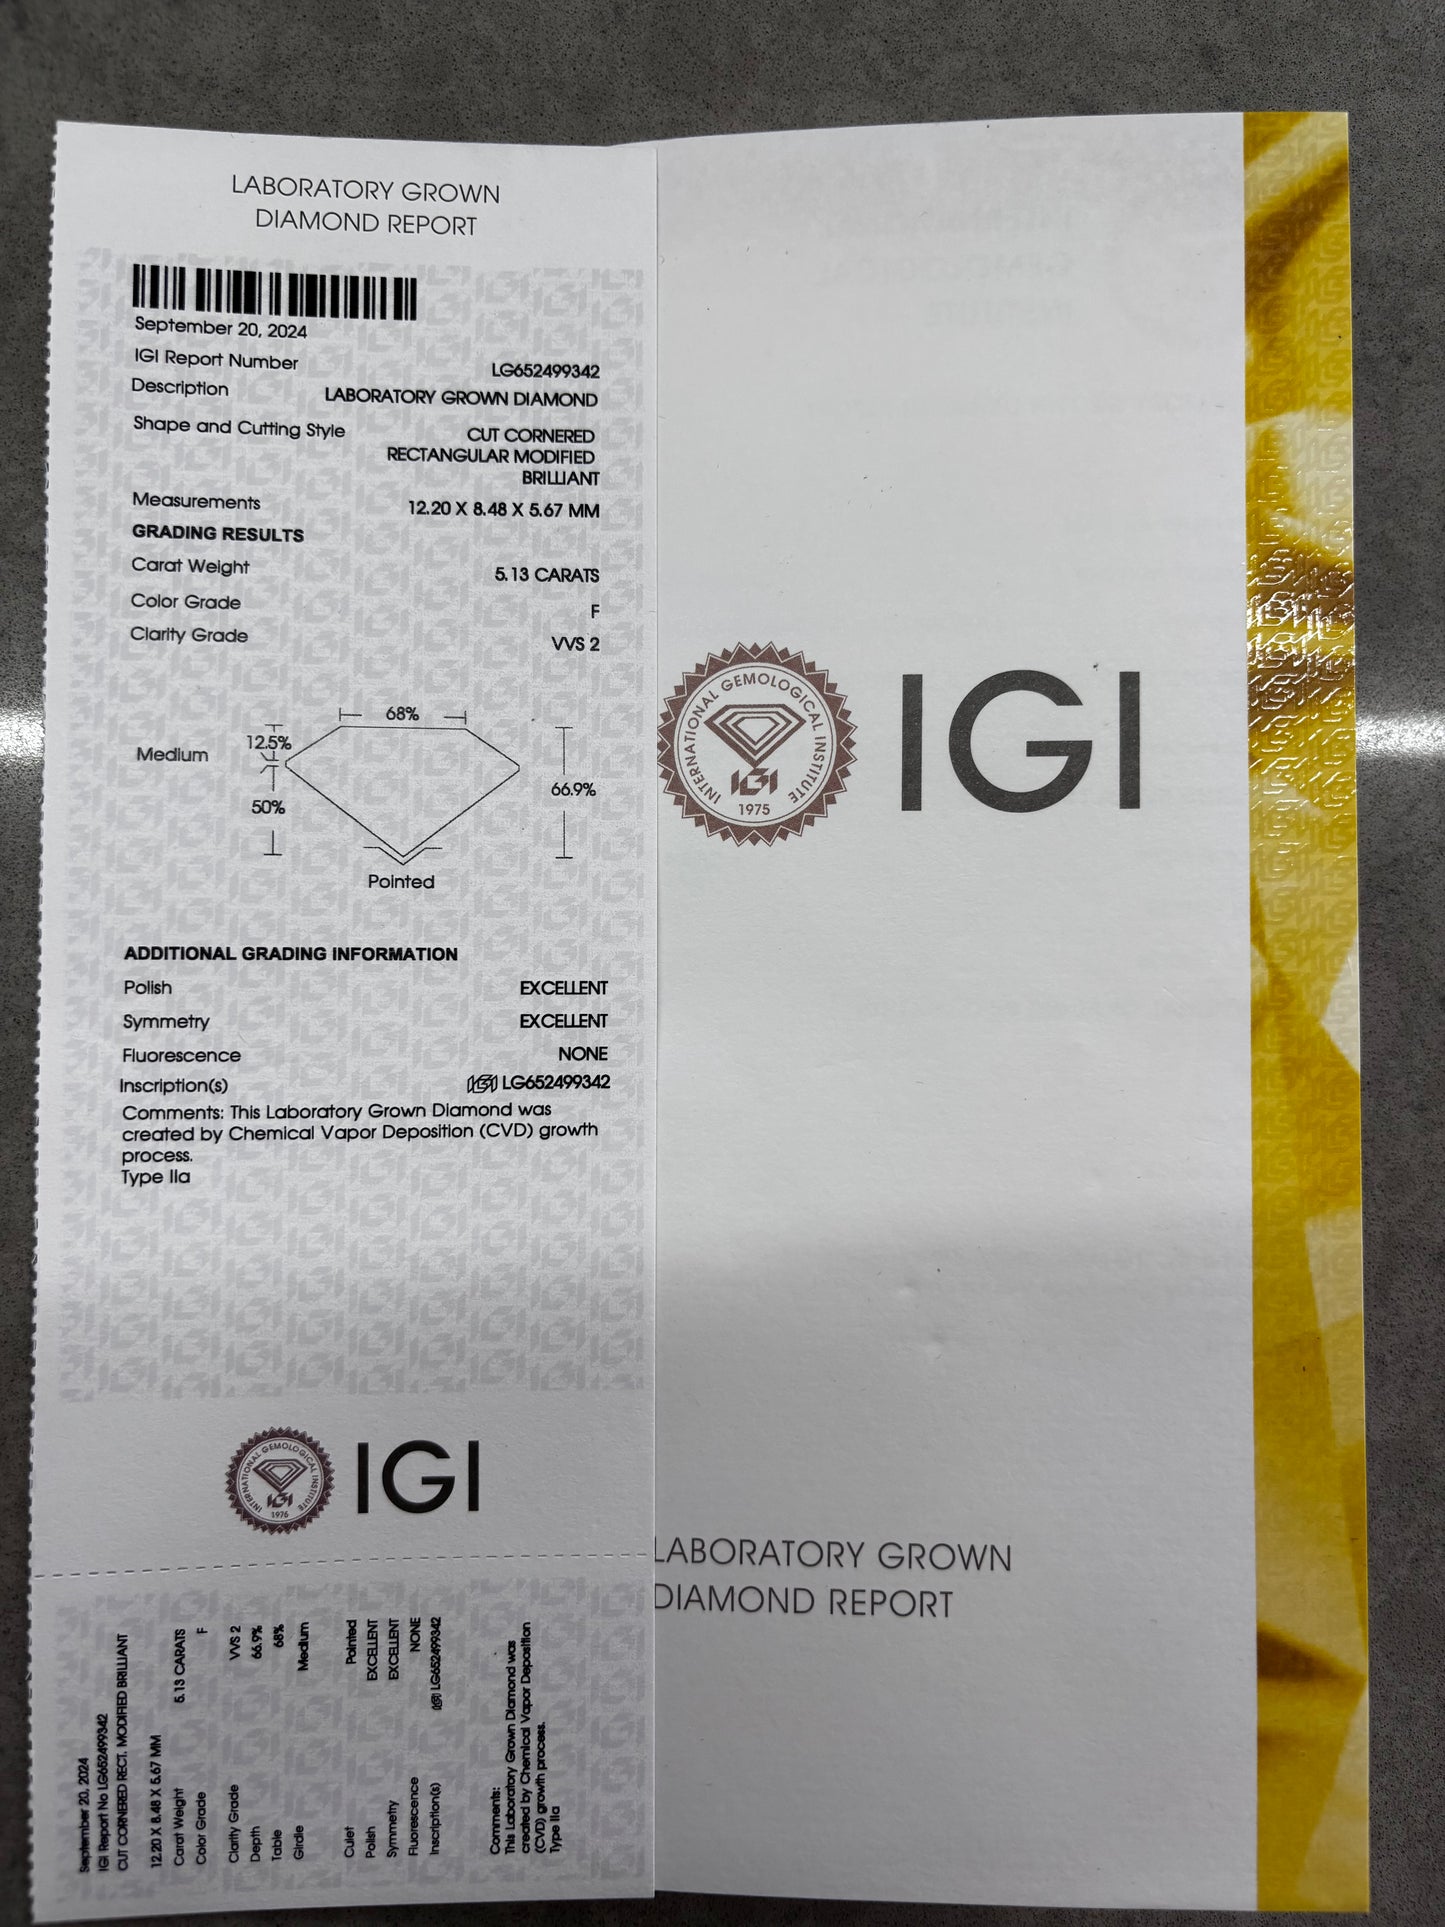 LABORATORY GROWN
DIAMOND REPORT
September 20, 2024
IGI Report Number LG652499342
Description LABORATORY GROWN DIAMOND
Shape and Cutting Style CUT CORNERED
RECTANGULAR MODIFIED
BRILLIANT
Measurements 12.20 X 8.48 X 5.67 MM
GRADING RESULTS
Carat Weight 5.13 CARATS
Color Grade F
Clarity Grade VVS 2
68%
12.5%
Medium
50%
66.9%
Pointed
ADDITIONAL GRADING INFORMATION
Polish EXCELLENT
Symmetry EXCELLENT
Fluorescence NONE
Inscription(s) IGI LG652499342
Comments: This Laboratory Grown Diamond was
created by Chemical Vapor Deposition (CVD) growth
process.
Type IIa
INTERNATIONAL GEMOLOGICAL INSTITUTE
IGI
1975
IGI
September 20, 2024
IGI Report No LG652499342
CUT CORNERED RECT. MODIFIED BRILLIANT
12.20 X 8.48 X 5.67 MM
Carat Weight 5.13 CARATS
Color Grade F
Clarity Grade VVS 2
Depth 66.9%
Table 68%
Girdle Medium
Culet Pointed
Polish EXCELLENT
Symmetry EXCELLENT
Fluorescence NONE
Inscription(s) IGI LG652499342
Comments:
This Laboratory Grown Diamond was
created by Chemical Vapor Deposition
(CVD) growth process.
Type IIa
INTERNATIONAL GEMOLOGICAL INSTITUTE
IGI
1975
IGI
LABORATORY GROWN
DIAMOND REPORT